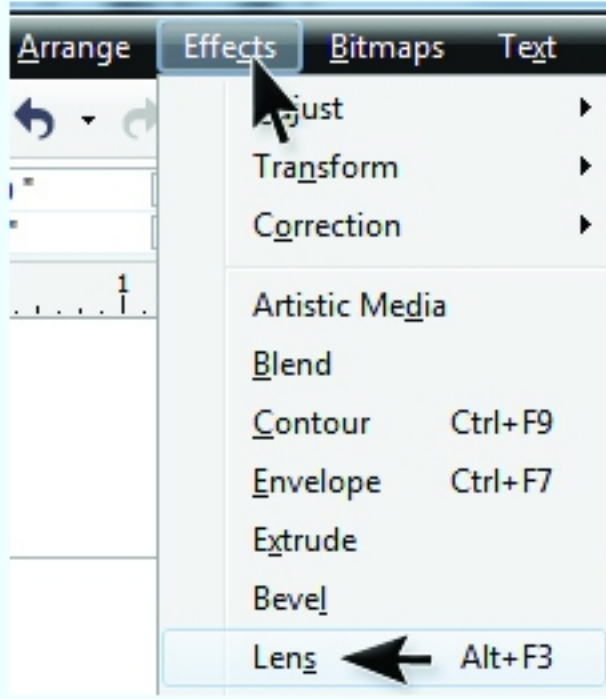 Arrange Effects Bitmaps Text
Transform
Correction
1
Artistic Media
Blend
Contour Ctrl+F9
Envelope Ctrl+F7
Extrude
Bevel
Lens Alt+F3